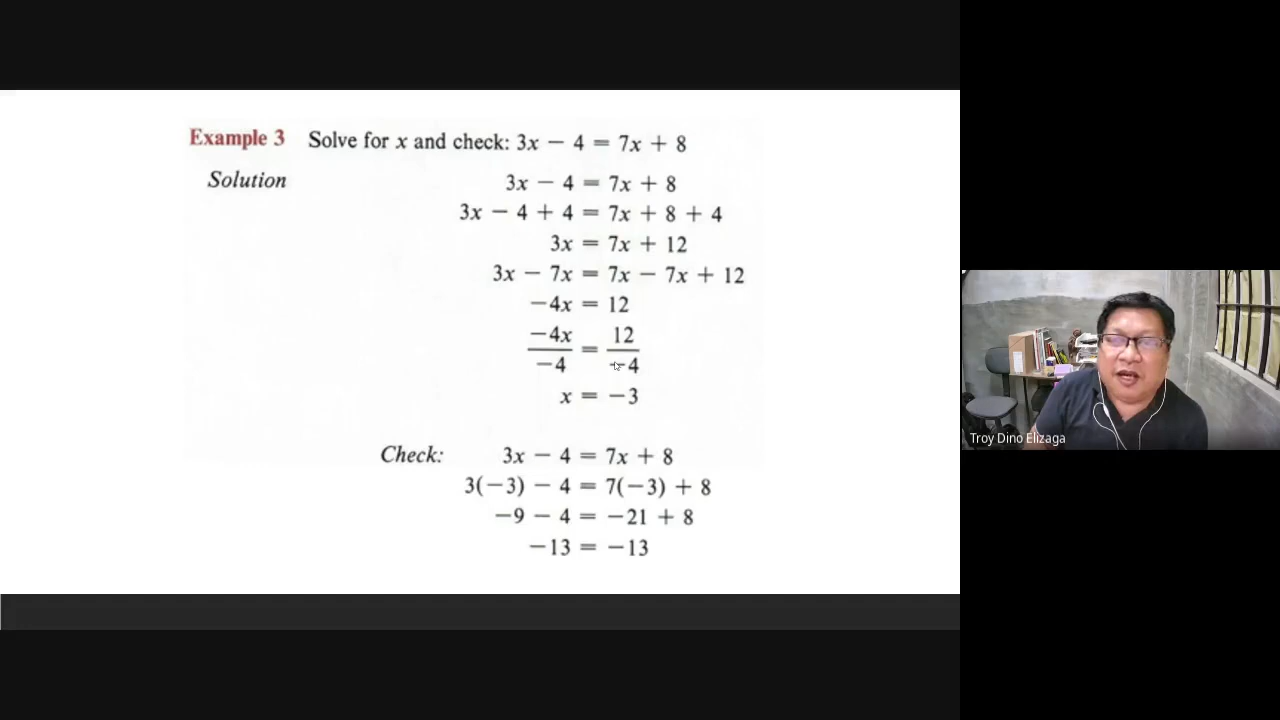 Example 3 Solve for x and check: 3x − 4 = 7x + 8
Solution
3x − 4 = 7x + 8
3x − 4 + 4 = 7x + 8 + 4
3x = 7x + 12
3x − 7x = 7x − 7x + 12
−4x = 12
−4x/−4 = 12/−4
x = −3
Check: 3x − 4 = 7x + 8
3(−3) − 4 = 7(−3) + 8
−9 − 4 = −21 + 8
−13 = −13
Troy Dino Elizaga